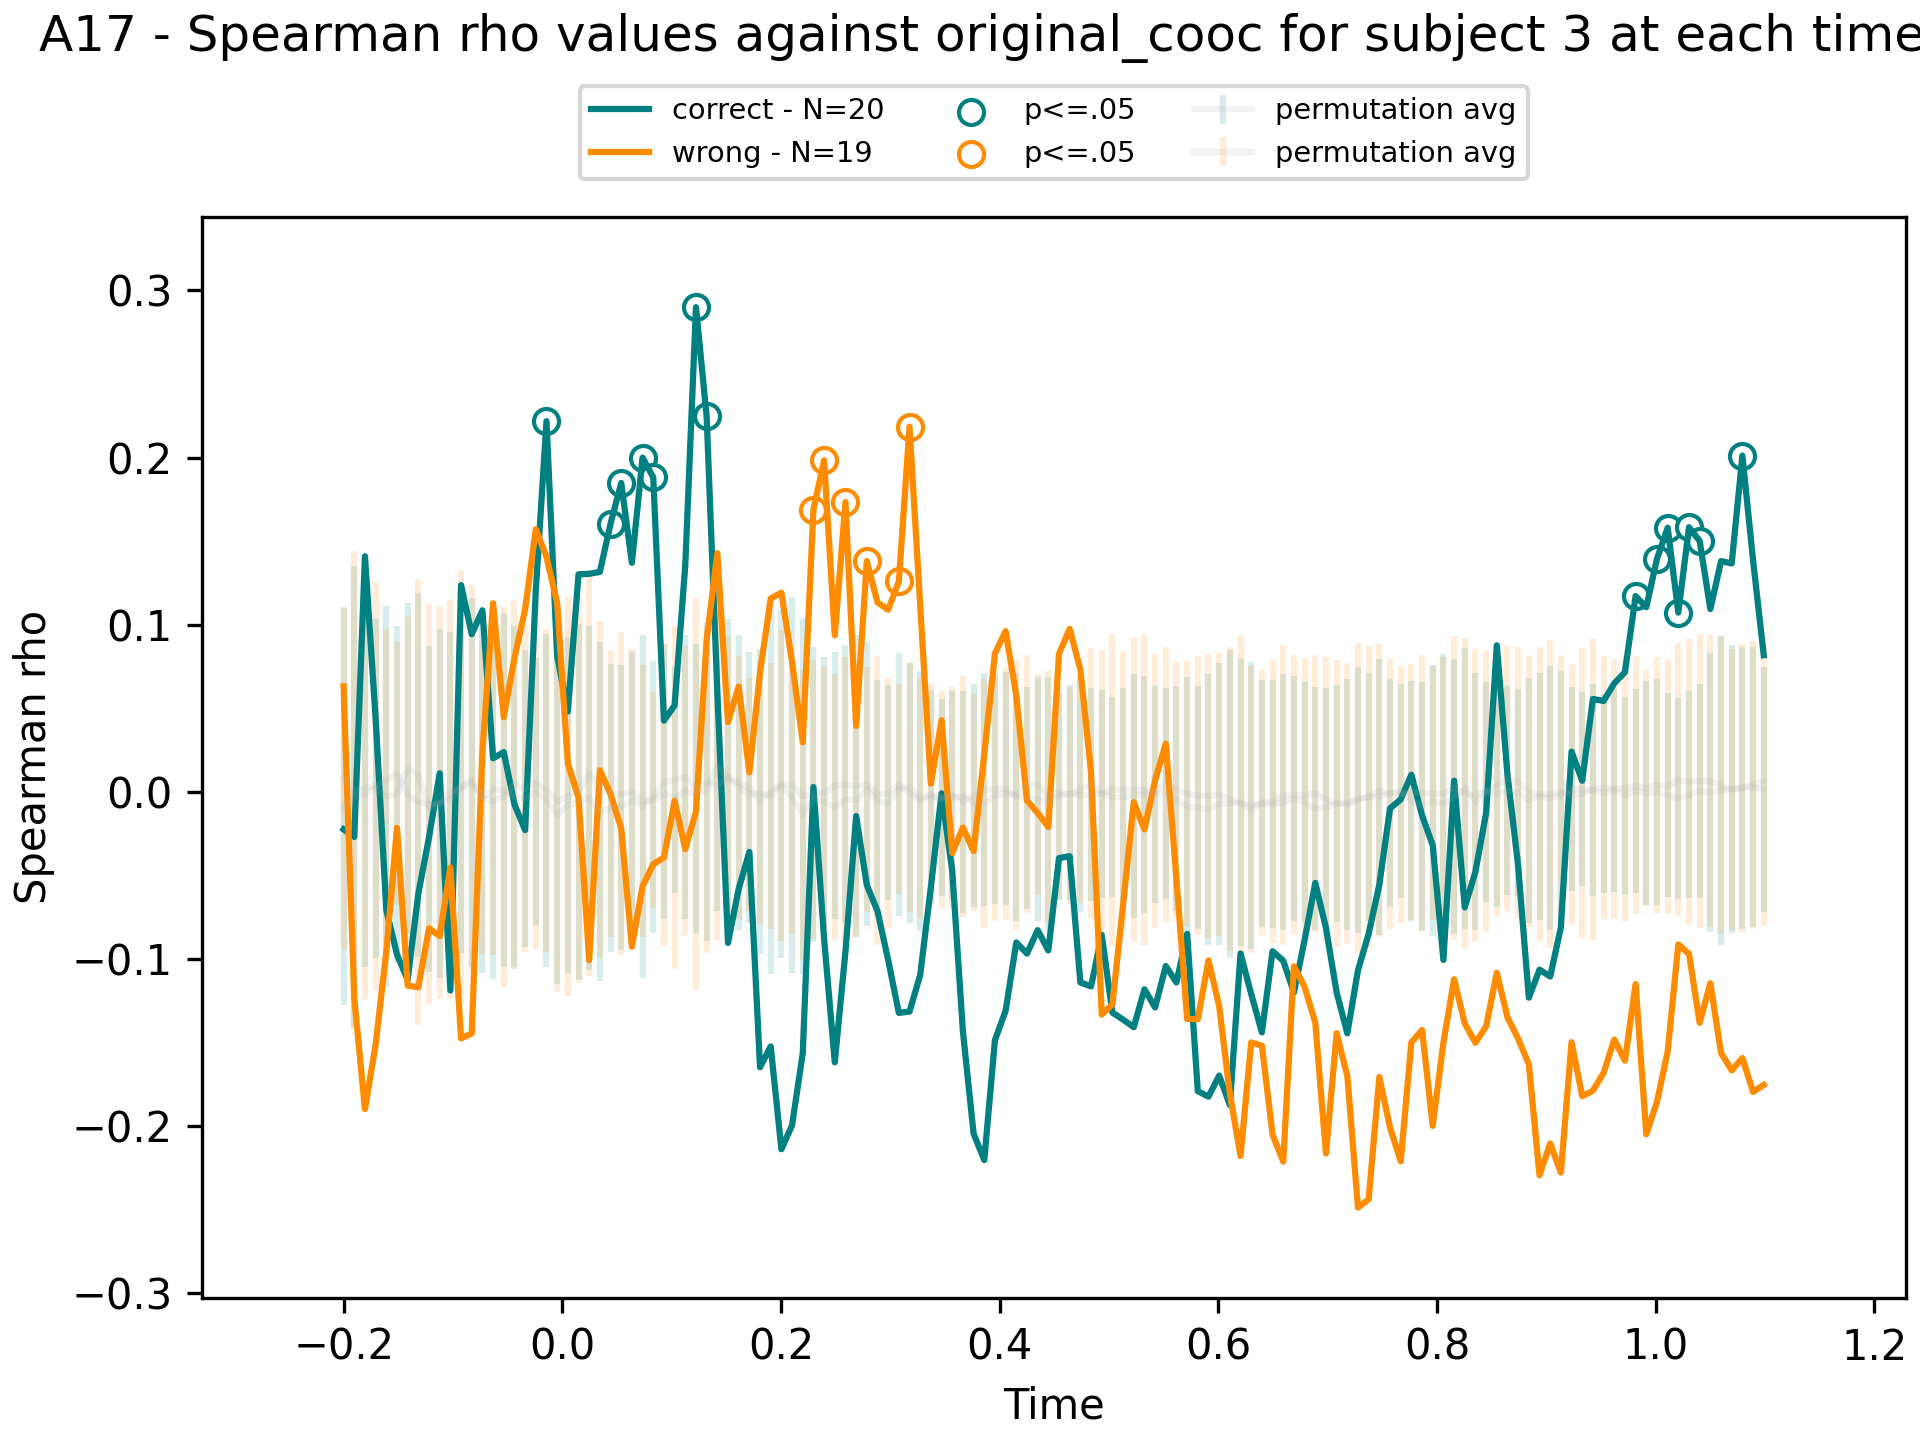 A17 - Spearman rho values against original_cooc for subject 3 at each time
correct - N=20
wrong - N=19
p<=.05
p<=.05
permutation avg
permutation avg
Spearman rho
0.3
0.2
0.1
0.0
−0.1
−0.2
−0.3
−0.2 0.0 0.2 0.4 0.6 0.8 1.0 1.2
Time